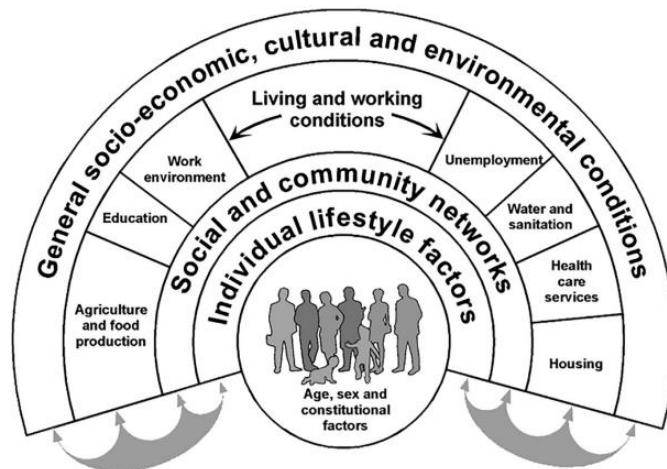 General socio-economic, cultural and environmental conditions
Living and working
conditions
Work
environment
Education
Agriculture
and food
production
Unemployment
Water and
sanitation
Health
care
services
Housing
Social and community networks
Individual lifestyle factors
Age, sex and
constitutional
factors